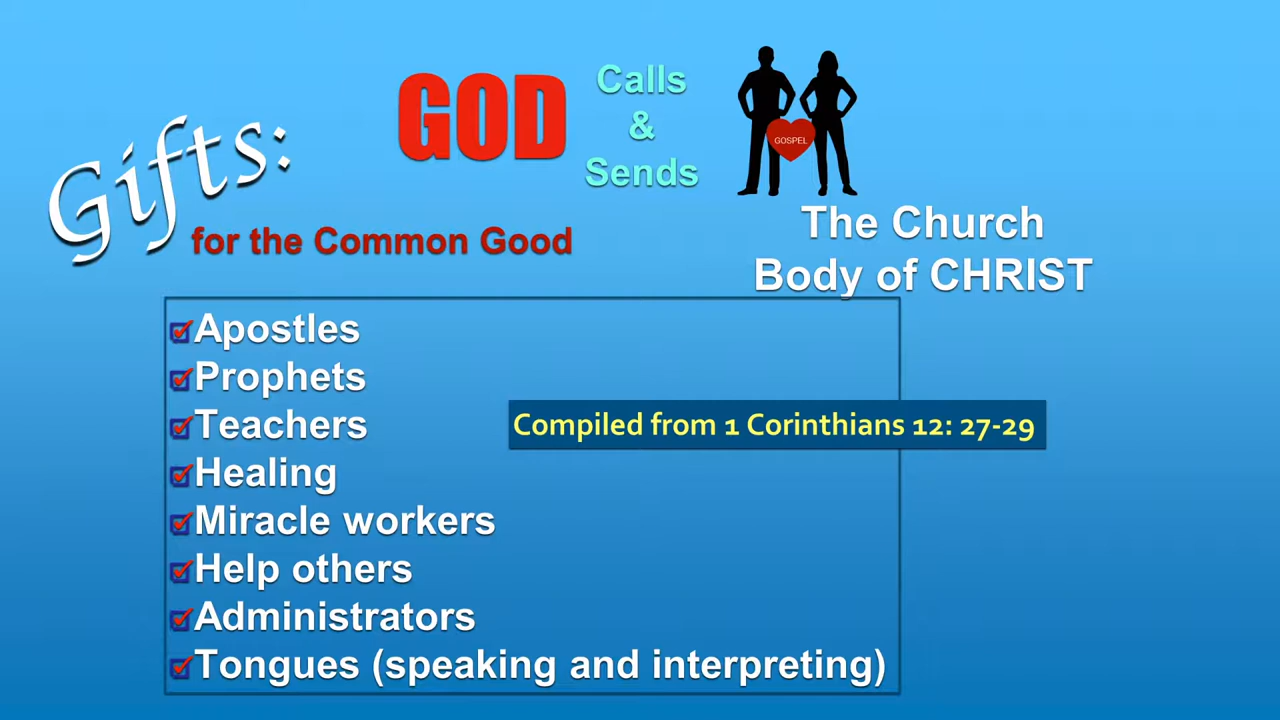 Gifts:
for the Common Good
GOD
Calls
&
Sends
GOSPEL
The Church
Body of CHRIST
Apostles
Prophets
Teachers
Healing
Miracle workers
Help others
Administrators
Tongues (speaking and interpreting)
Compiled from 1 Corinthians 12: 27-29